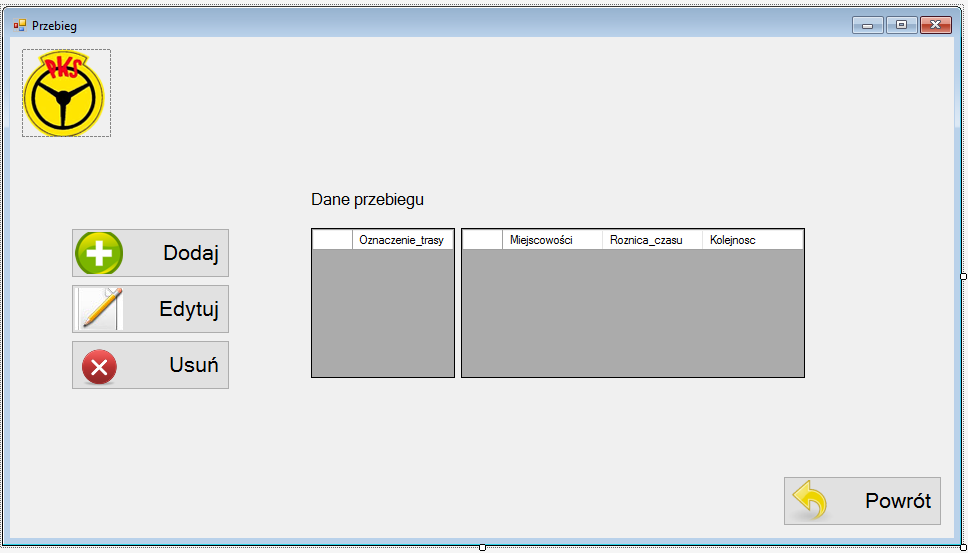 Przebieg
PKS
Dane przebiegu
Oznaczenie_trasy
Miejscowości Roznica_czasu Kolejnosc
Dodaj
Edytuj
Usuń
Powrót